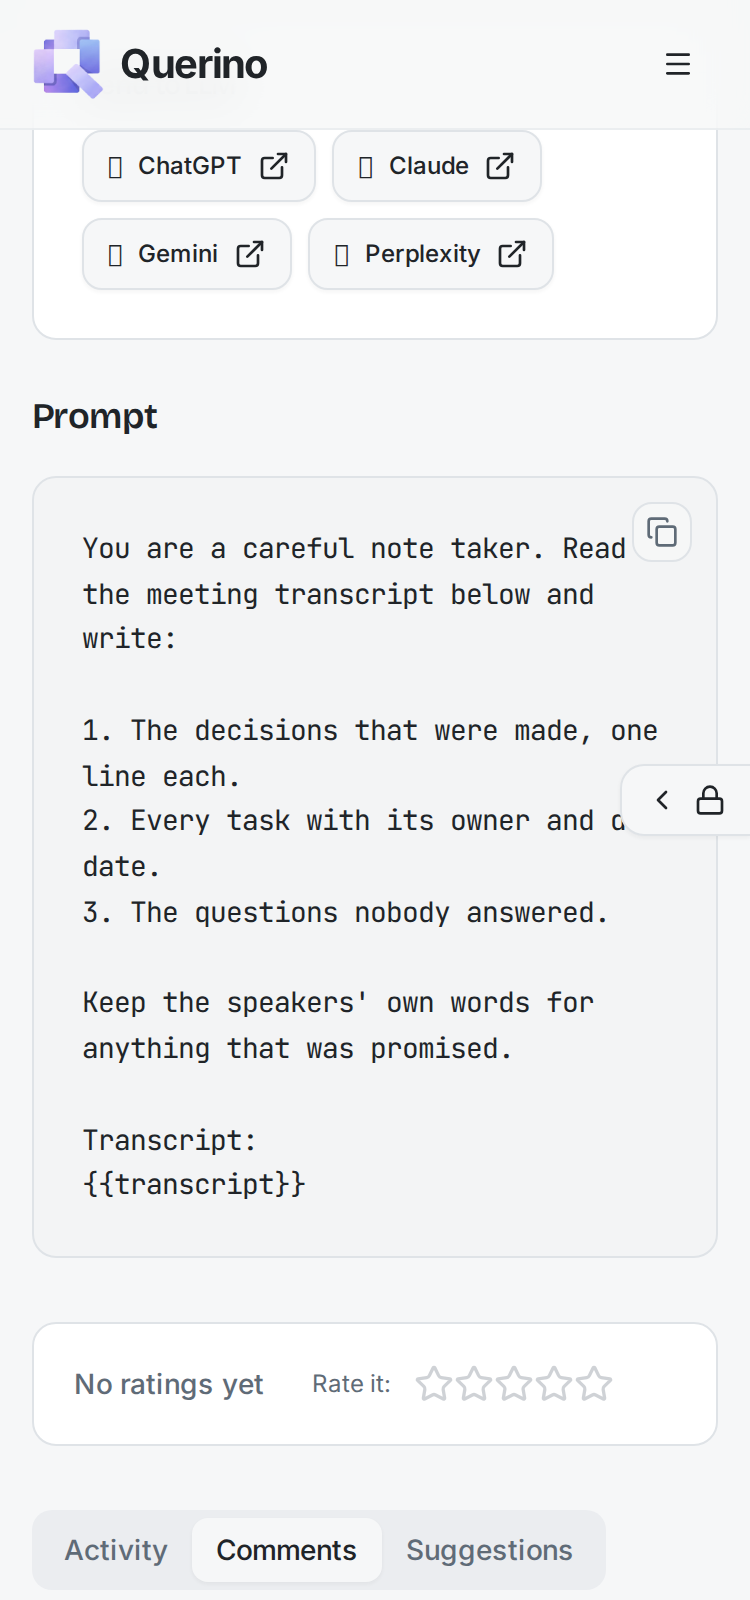 Querino
ChatGPT
Claude
Gemini
Perplexity
Prompt
You are a careful note taker. Read
the meeting transcript below and
write:
1. The decisions that were made, one
line each.
2. Every task with its owner and
date.
3. The questions nobody answered.
Keep the speakers' own words for
anything that was promised.
Transcript:
{{transcript}}
No ratings yet
Rate it:
Activity
Comments
Suggestions